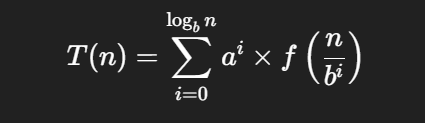 T(n) = \sum_{i=0}^{\log_b n} a^i \times f\left(\frac{n}{b^i}\right)